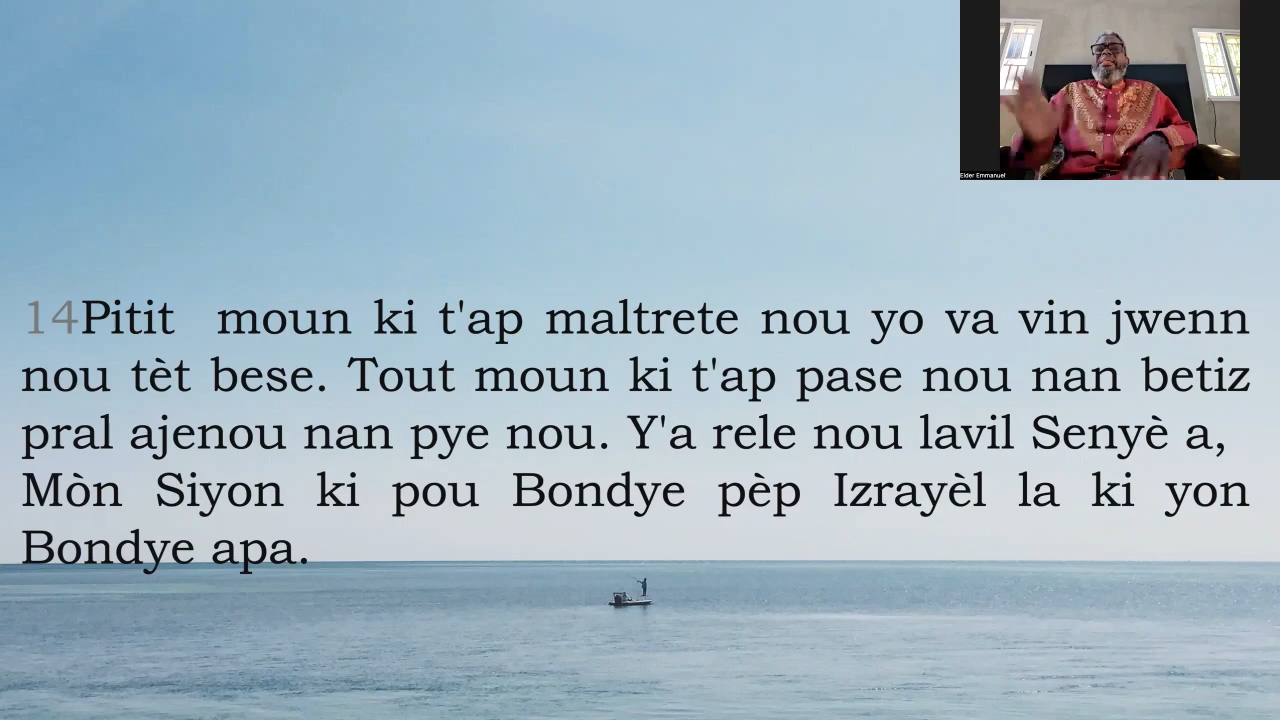 Elder Emmanuel
14Pitit moun ki t'ap maltrete nou yo va vin jwenn
nou tèt bese. Tout moun ki t'ap pase nou nan betiz
pral ajenou nan pye nou. Y'a rele nou lavil Senyè a,
Mòn Siyon ki pou Bondye pèp Izrayèl la ki yon
Bondye apa.